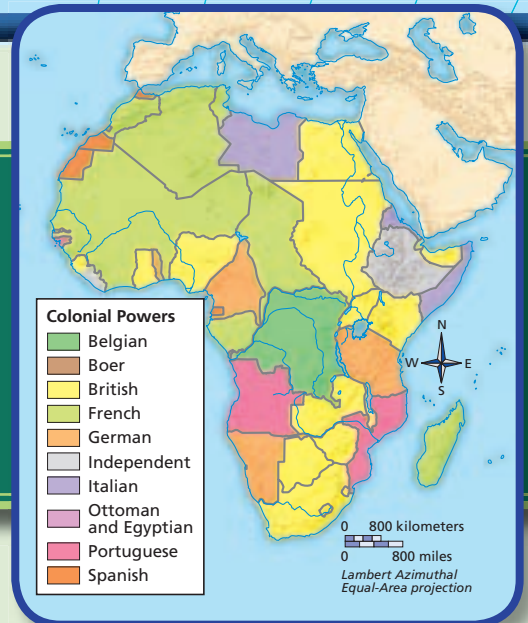 Colonial Powers
Belgian
Boer
British
French
German
Independent
Italian
Ottoman
and Egyptian
Portuguese
Spanish
N
W E
S
0 800 kilometers
0 800 miles
Lambert Azimuthal
Equal-Area projection